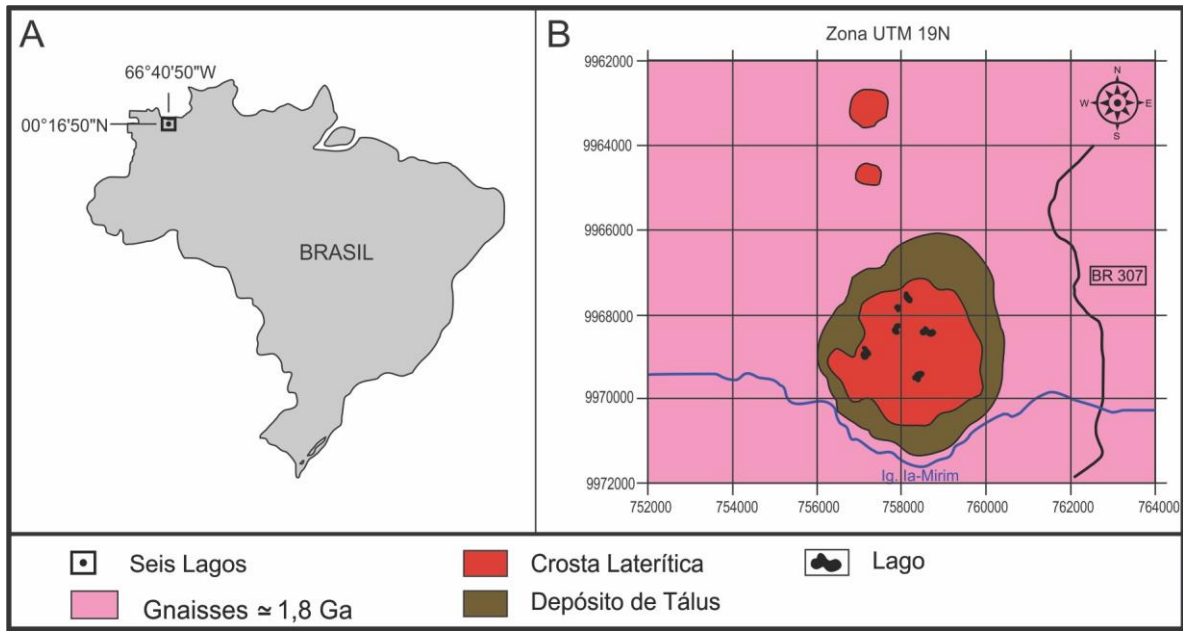 A
66°40'50"W
00°16'50"N
BRASIL
B
Zona UTM 19N
N
W E
S
9962000
9964000
9966000
9968000
9970000
9972000
BR 307
Ig. Ia-Mirim
752000 754000 756000 758000 760000 762000 764000
Seis Lagos
Crosta Laterítica
Lago
Gnaisses ≃ 1,8 Ga
Depósito de Tálus